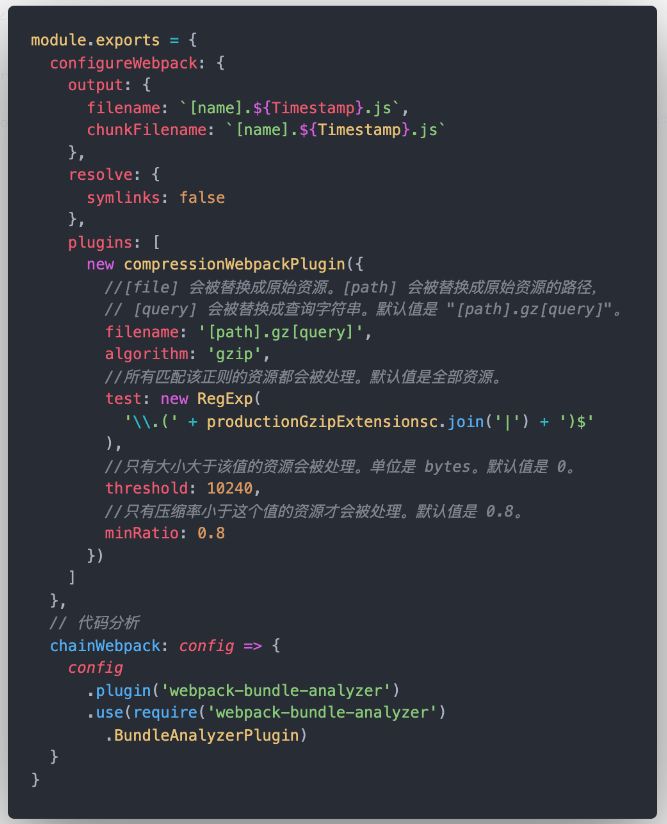 module.exports = {
  configureWebpack: {
    output: {
      filename: `[name].${Timestamp}.js`,
      chunkFilename: `[name].${Timestamp}.js`
    },
    resolve: {
      symlinks: false
    },
    plugins: [
      new compressionWebpackPlugin({
        //[file] 会被替换成原始资源。[path] 会被替换成原始资源的路径，
        // [query] 会被替换成查询字符串。默认值是 "[path].gz[query]"。
        filename: '[path].gz[query]',
        algorithm: 'gzip',
        //所有匹配该正则的资源都会被处理。默认值是全部资源。
        test: new RegExp(
          '\\.(' + productionGzipExtensionsc.join('|') + ')$'
        ),
        //只有大小大于该值的资源会被处理。单位是 bytes。默认值是 0。
        threshold: 10240,
        //只有压缩率小于这个值的资源才会被处理。默认值是 0.8。
        minRatio: 0.8
      })
    ]
  },
  // 代码分析
  chainWebpack: config => {
    config
      .plugin('webpack-bundle-analyzer')
      .use(require('webpack-bundle-analyzer')
        .BundleAnalyzerPlugin)
  }
}